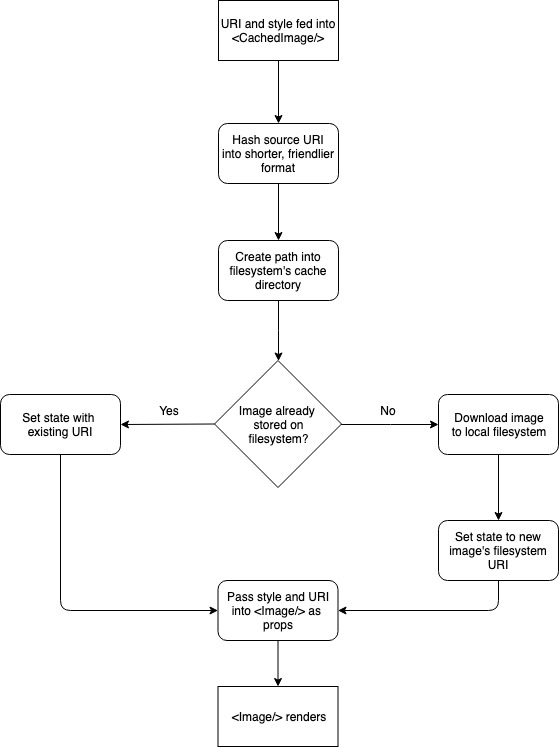 URI and style fed into
<CachedImage/>
Hash source URI
into shorter, friendlier
format
Create path into
filesystem's cache
directory
Image already
stored on
filesystem?
Yes
No
Set state with
existing URI
Download image
to local filesystem
Set state to new
image's filesystem
URI
Pass style and URI
into <Image/> as
props
<Image/> renders